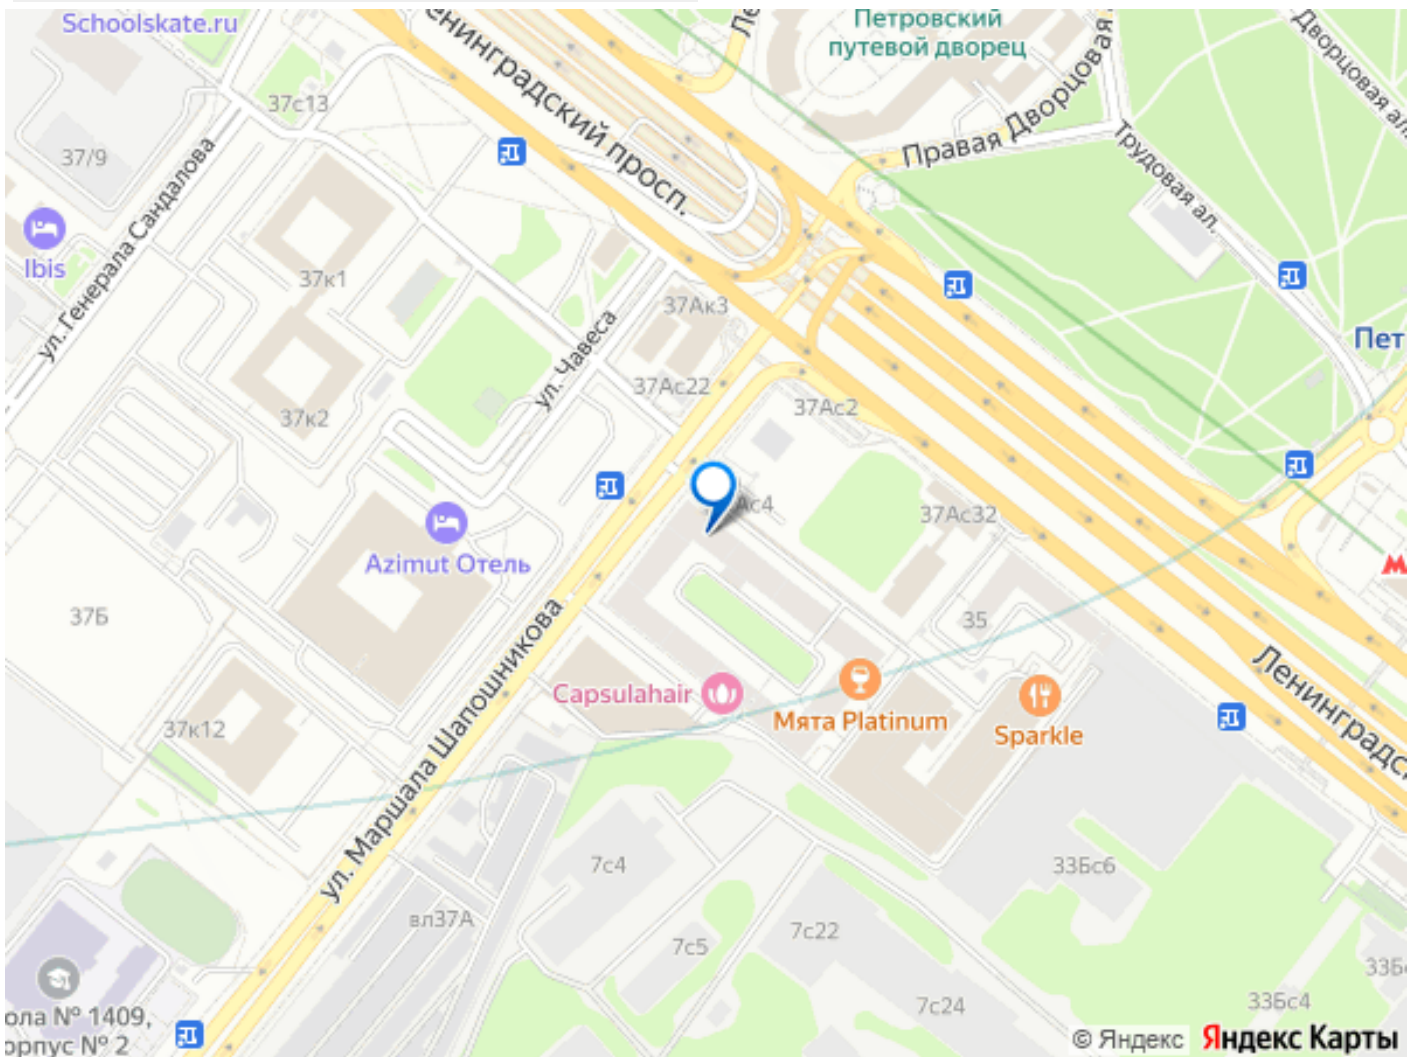 Schoolskate.ru
Петровский
путевой дворец
Правая Дворцовая
Дворцовая ал.
Трудовая ал.
Ленинградский просп.
37с13
37/9
ул. Генерала Сандалова
Ibis
37к1
37Ак3
ул. Чавеса
Пет
37к2
37Ас22
37Ас2
Ас4
37Ас32
Azimut Отель
37Б
35
ул. Маршала Шапошникова
Capsulahair
Мята Platinum
Sparkle
Ленинградс
37к12
7с4
33Бс6
вл37А
7с5
7с22
33Б
7с24
33Бс4
ола № 1409,
орпус № 2
© Яндекс Яндекс Карты